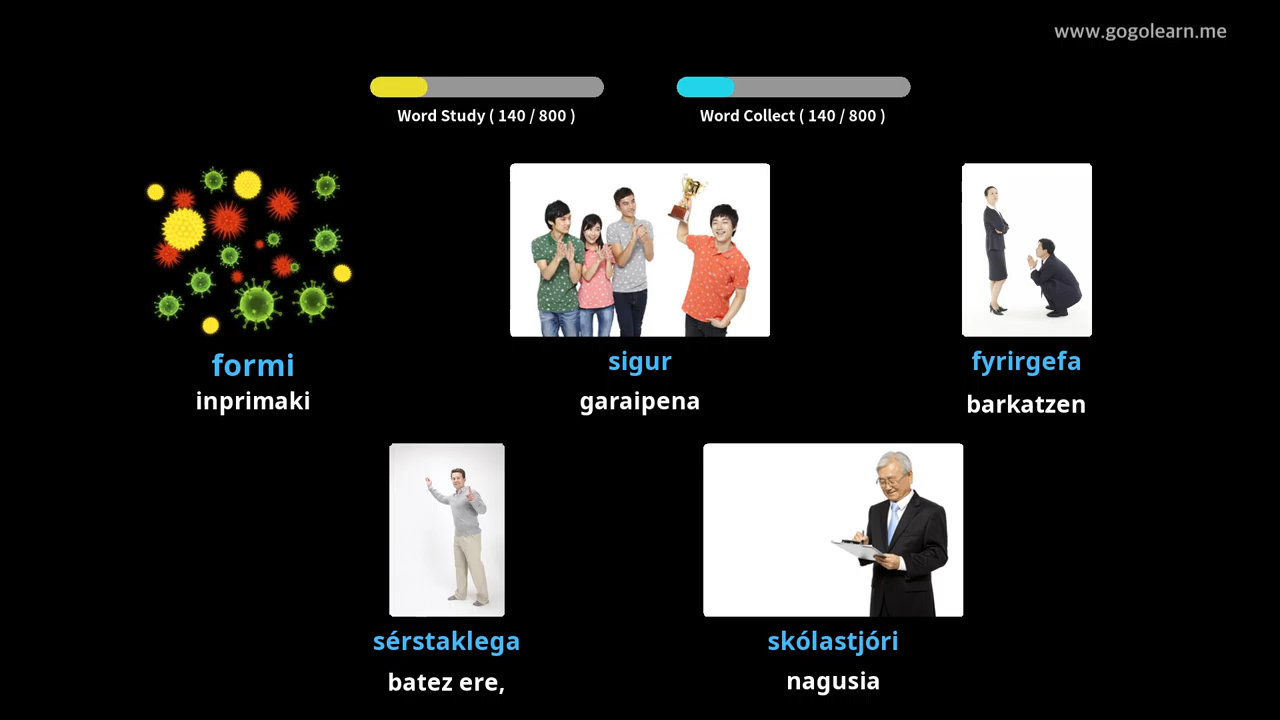 www.gogolearn.me
Word Study ( 140 / 800 )
Word Collect ( 140 / 800 )
formi
inprimaki
sigur
garaipena
fyrirgefa
barkatzen
sérstaklega
batez ere,
skólastjóri
nagusia